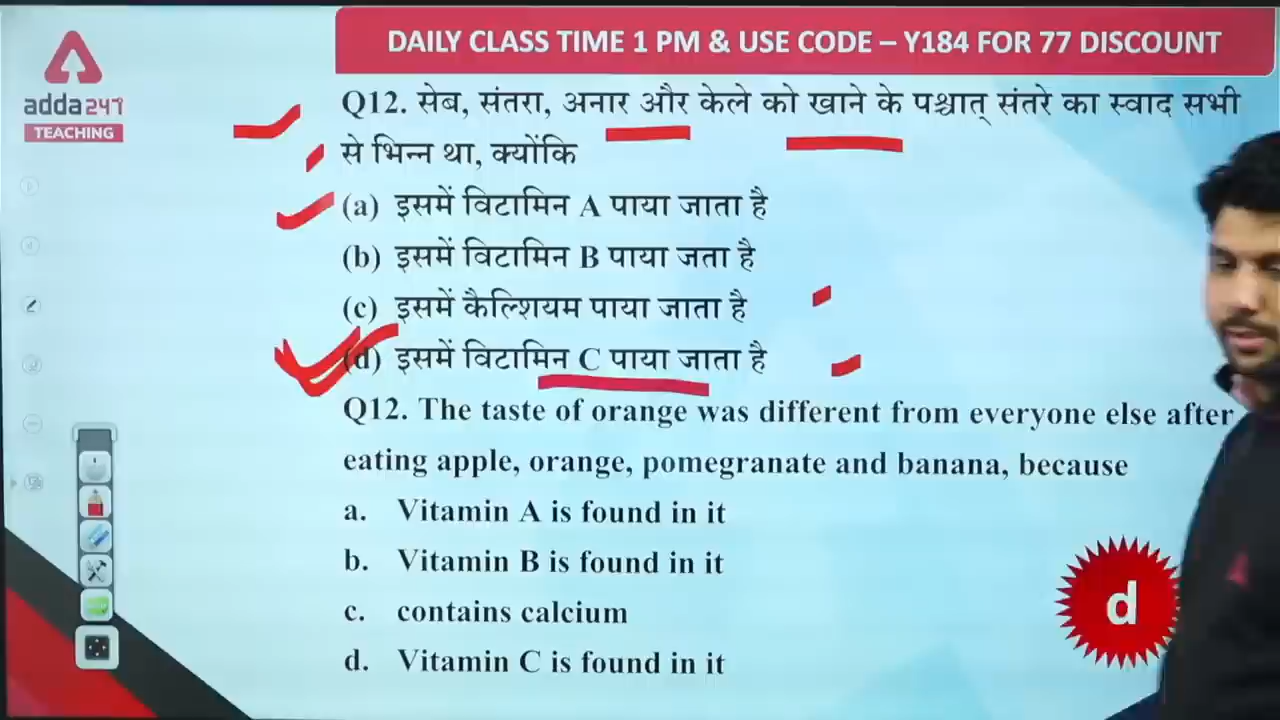 DAILY CLASS TIME 1 PM & USE CODE – Y184 FOR 77 DISCOUNT
adda247
TEACHING
Q12. सेब, संतरा, अनार और केले को खाने के पश्चात् संतरे का स्वाद सभी
से भिन्न था, क्योंकि
(a) इसमें विटामिन A पाया जाता है
(b) इसमें विटामिन B पाया जता है
(c) इसमें कैल्शियम पाया जाता है
(d) इसमें विटामिन C पाया जाता है
Q12. The taste of orange was different from everyone else after
eating apple, orange, pomegranate and banana, because
a. Vitamin A is found in it
b. Vitamin B is found in it
c. contains calcium
d. Vitamin C is found in it
d